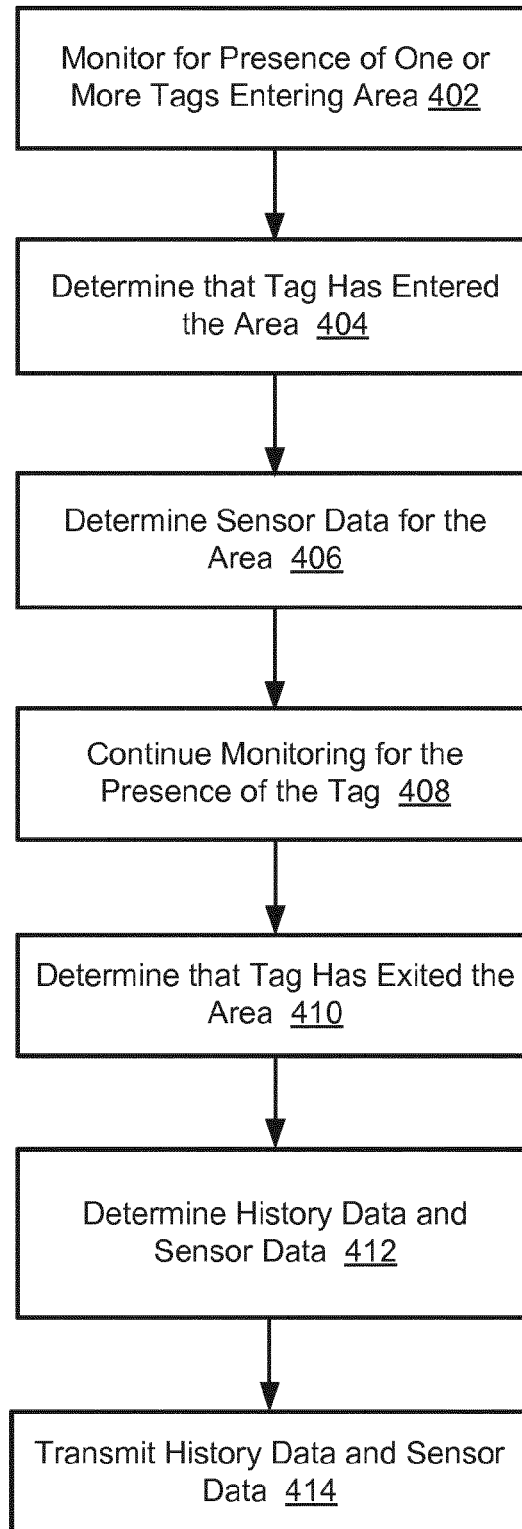 Monitor for Presence of One or
More Tags Entering Area 402
Determine that Tag Has Entered
the Area 404
Determine Sensor Data for the
Area 406
Continue Monitoring for the
Presence of the Tag 408
Determine that Tag Has Exited the
Area 410
Determine History Data and
Sensor Data 412
Transmit History Data and Sensor
Data 414